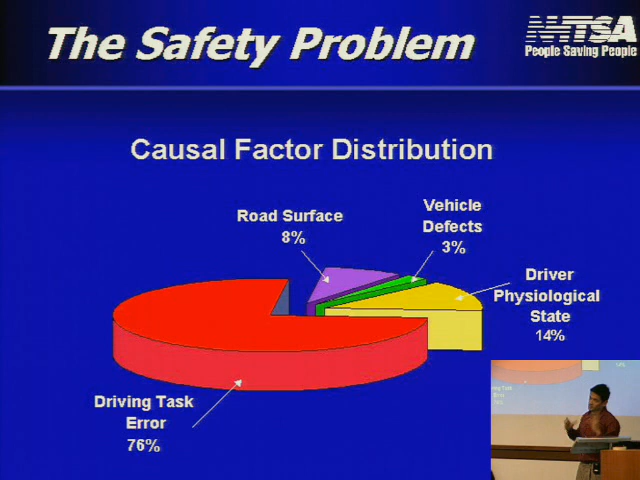 The Safety Problem
NHTSA
People Saving People
Causal Factor Distribution
Road Surface
8%
Vehicle
Defects
3%
Driver
Physiological
State
14%
Driving Task
Error
76%